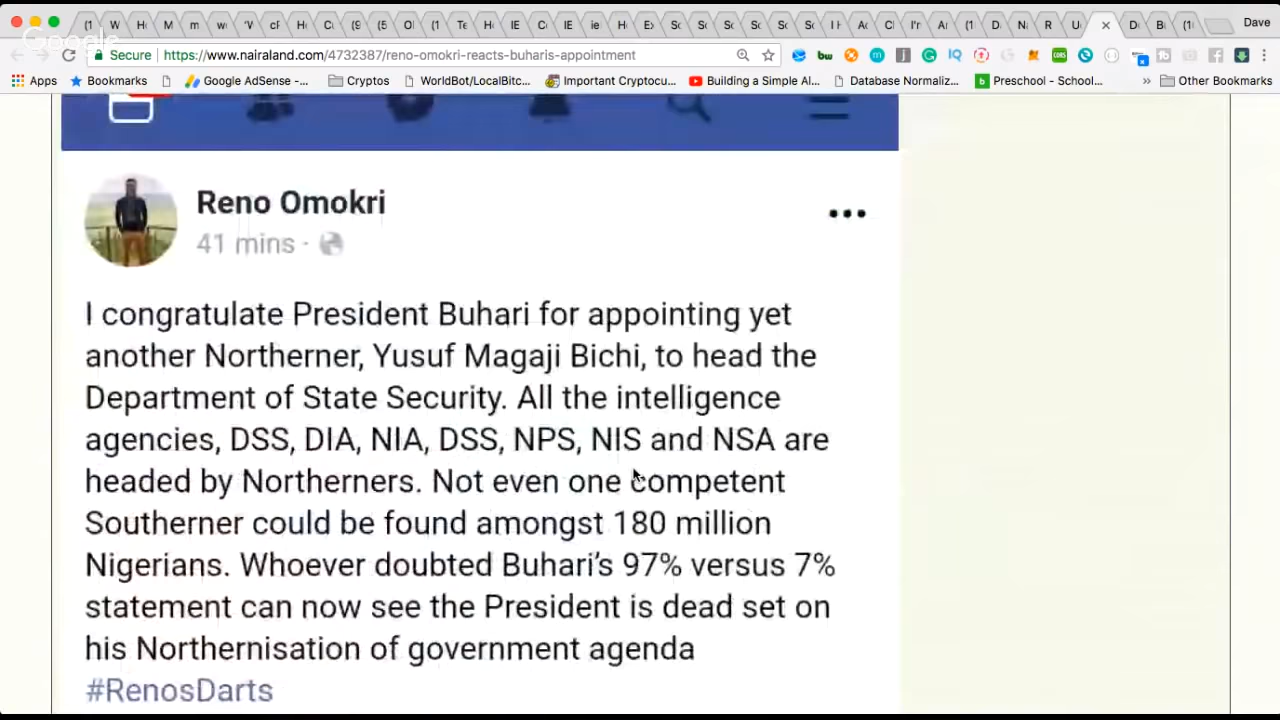 Dave
Google
Secure https://www.nairaland.com/4732387/reno-omokri-reacts-buharis-appointment
Apps Bookmarks Google AdSense -... Cryptos WordNot/LocalBitc... Important Cryptocu... Building a Simple Al... Database Normaliz... Preschool - School... » Other Bookmarks
Reno Omokri
41 mins ·
I congratulate President Buhari for appointing yet
another Northerner, Yusuf Magaji Bichi, to head the
Department of State Security. All the intelligence
agencies, DSS, DIA, NIA, DSS, NPS, NIS and NSA are
headed by Northerners. Not even one competent
Southerner could be found amongst 180 million
Nigerians. Whoever doubted Buhari's 97% versus 7%
statement can now see the President is dead set on
his Northernisation of government agenda
#RenosDarts